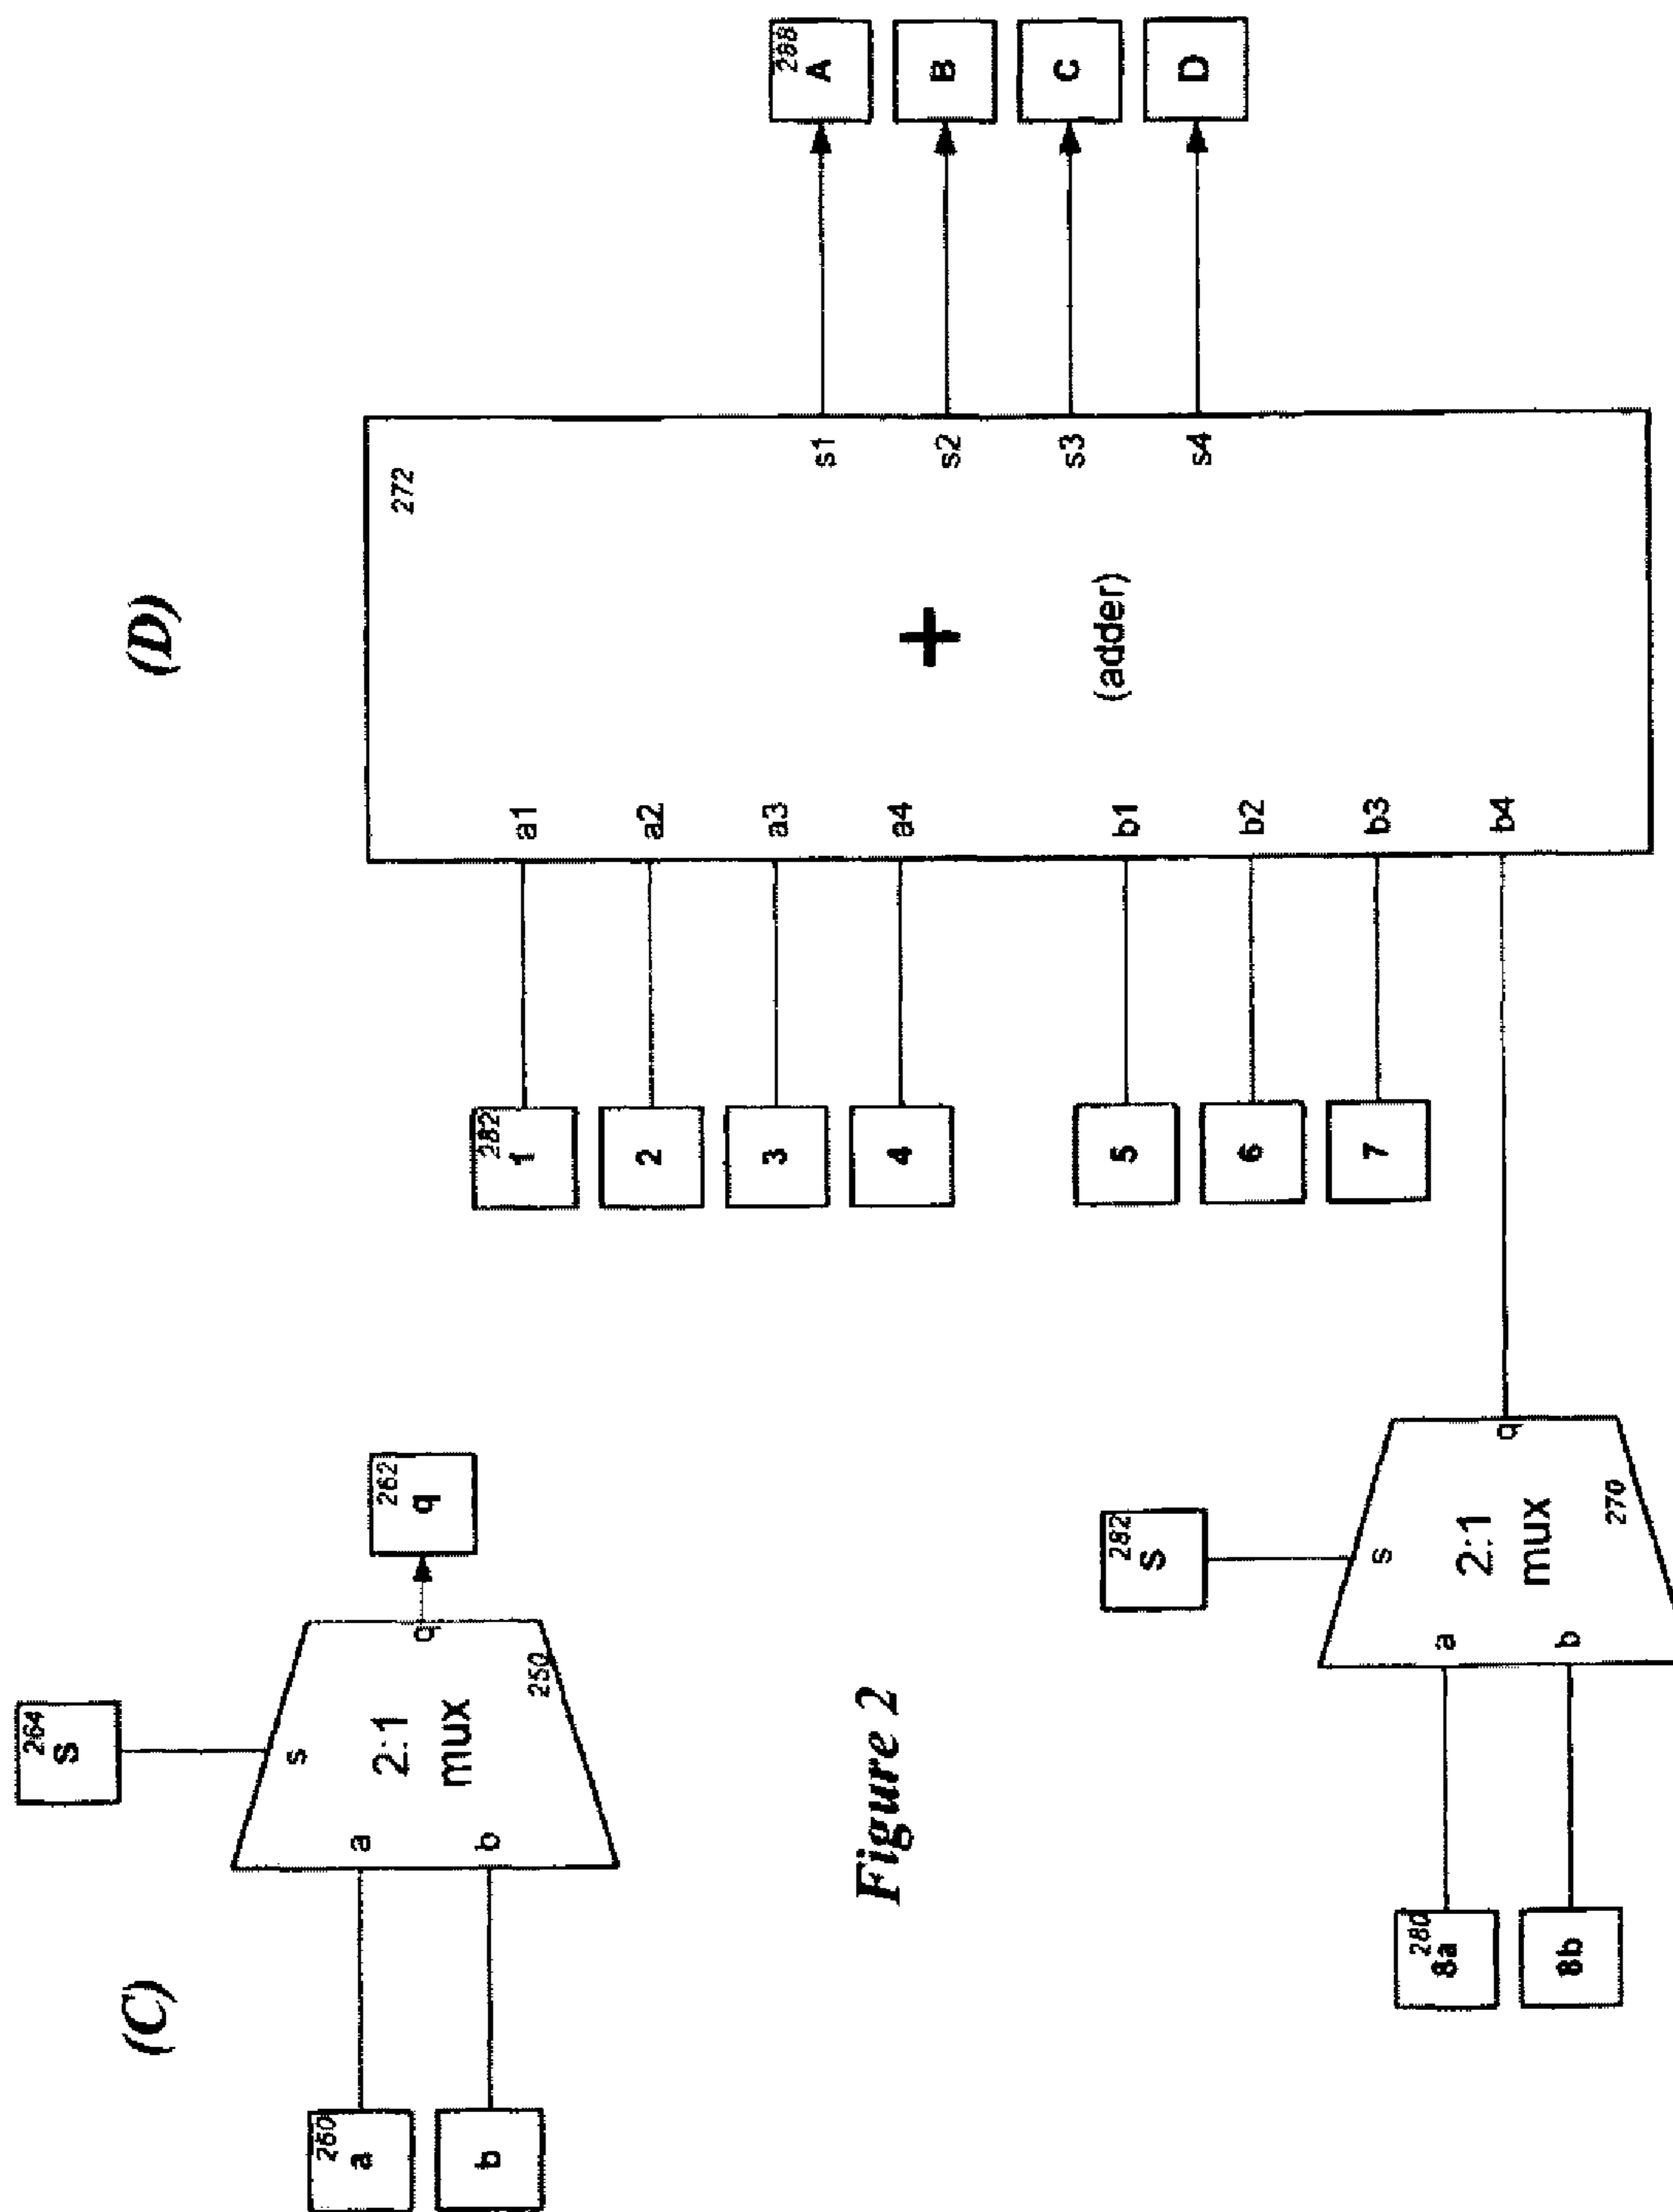 (C)
264
s
260
a
b
s
a
b
2:1
mux
q
250
262
q
Figure 2
(D)
282
1
2
3
4
5
6
7
a1
a2
a3
a4
b1
b2
b3
b4
272
+
(adder)
s1
s2
s3
s4
288
A
B
C
D
282
s
280
8a
8b
s
a
b
2:1
mux
q
270